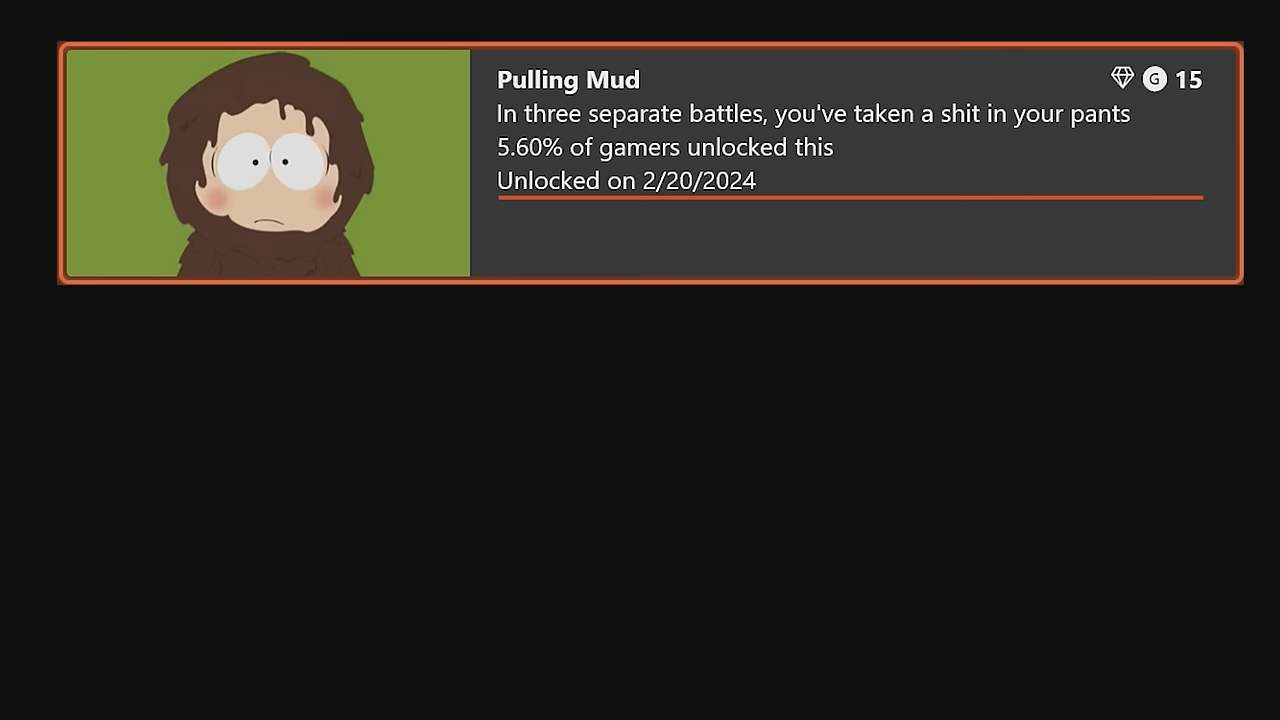 Pulling Mud
G 15
In three separate battles, you've taken a shit in your pants
5.60% of gamers unlocked this
Unlocked on 2/20/2024